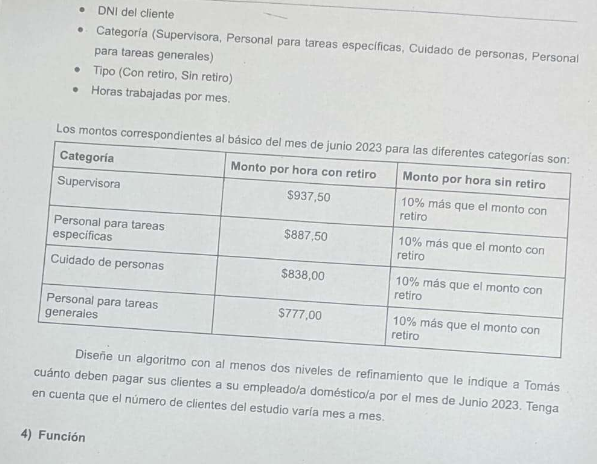 • DNI del cliente
• Categoría (Supervisora, Personal para tareas específicas, Cuidado de personas, Personal
para tareas generales)
• Tipo (Con retiro, Sin retiro)
• Horas trabajadas por mes.
Los montos correspondientes al básico del mes de junio 2023 para las diferentes categorías son:
Categoría Monto por hora con retiro Monto por hora sin retiro
Supervisora $937,50 10% más que el monto con
retiro
Personal para tareas
específicas $887,50 10% más que el monto con
retiro
Cuidado de personas $838,00 10% más que el monto con
retiro
Personal para tareas
generales $777,00 10% más que el monto con
retiro
Diseñe un algoritmo con al menos dos niveles de refinamiento que le indique a Tomás
cuánto deben pagar sus clientes a su empleado/a doméstico/a por el mes de Junio 2023. Tenga
en cuenta que el número de clientes del estudio varía mes a mes.
4) Función